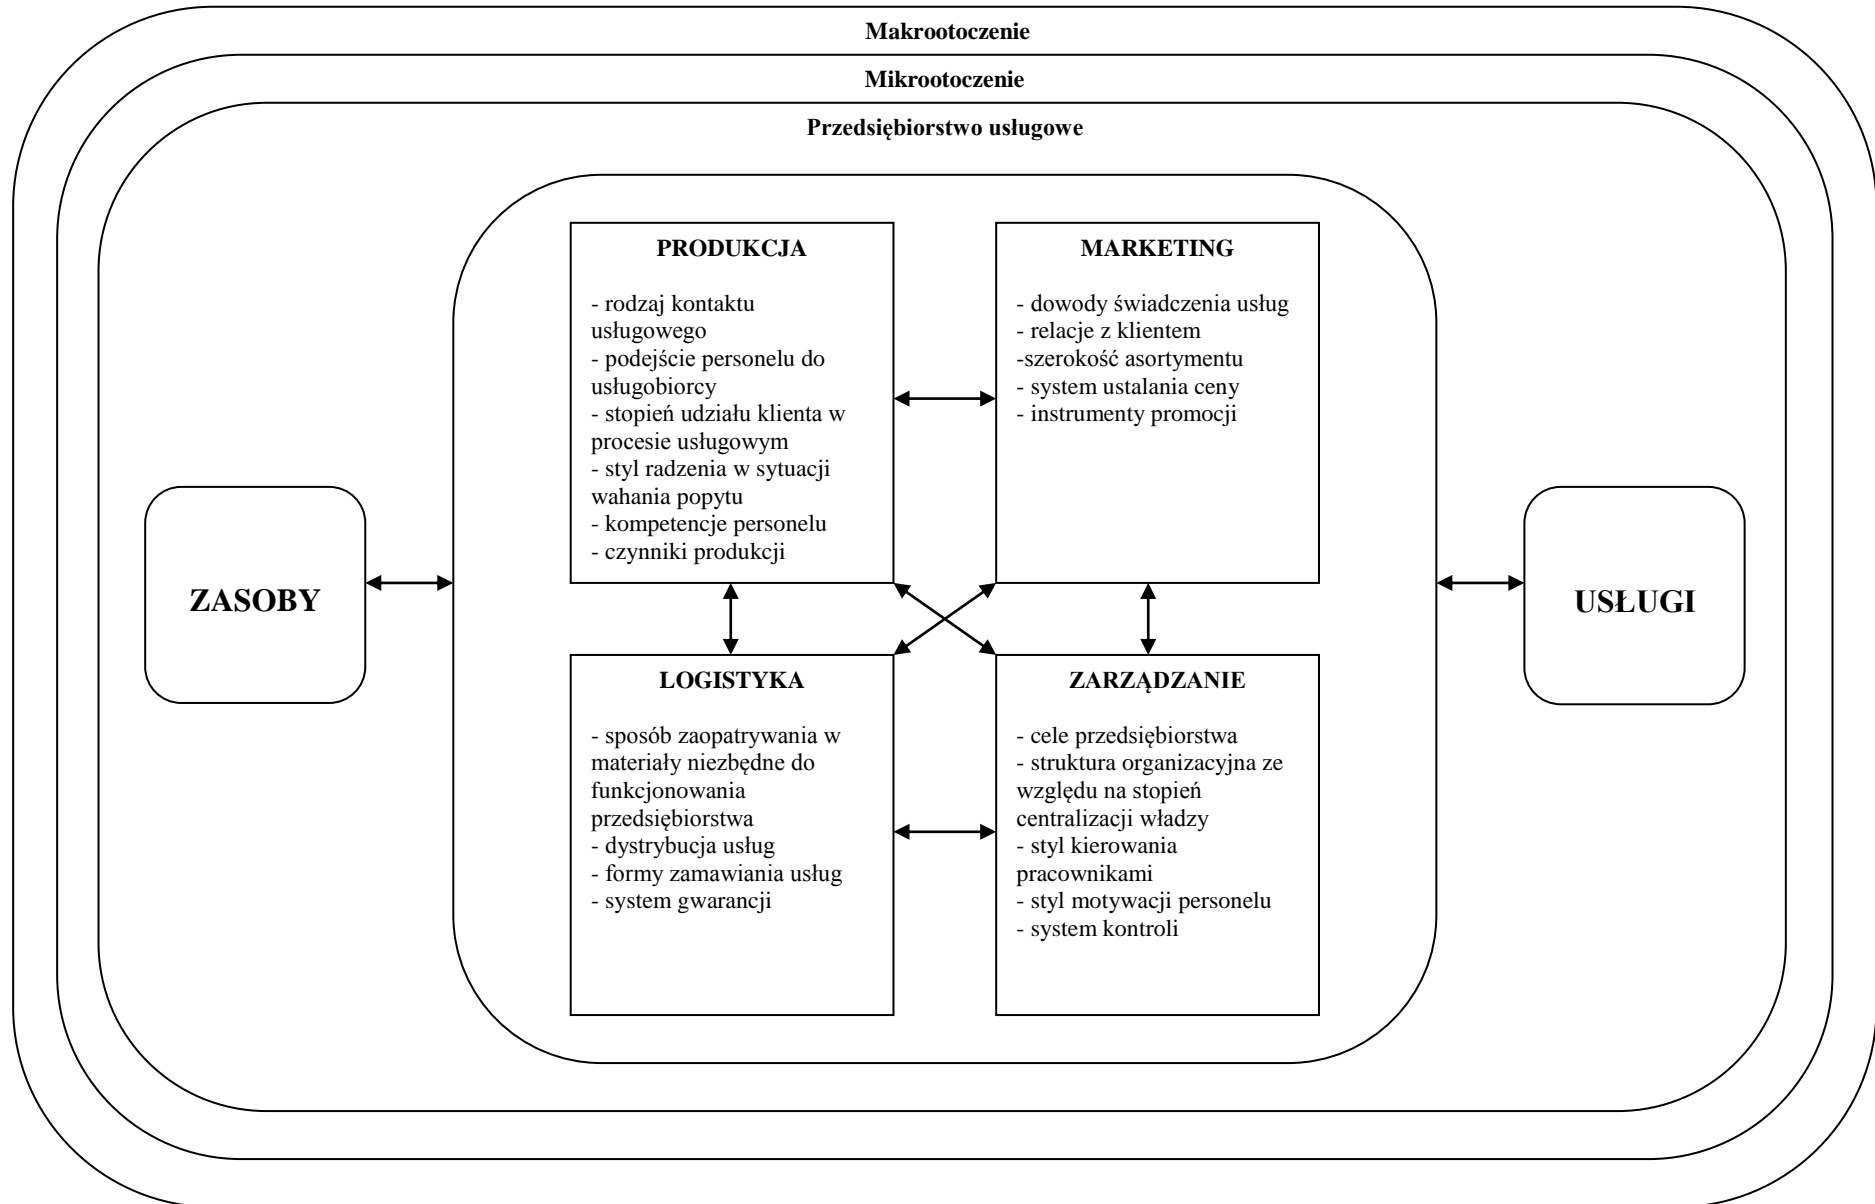 Makrootoczenie
Mikrootoczenie
Przedsiębiorstwo usługowe
PRODUKCJA
- rodzaj kontaktu
usługowego
- podejście personelu do
usługobiorcy
- stopień udziału klienta w
procesie usługowym
- styl radzenia w sytuacji
wahania popytu
- kompetencje personelu
- czynniki produkcji
MARKETING
- dowody świadczenia usług
- relacje z klientem
-szerokość asortymentu
- system ustalania ceny
- instrumenty promocji
ZASOBY
USŁUGI
LOGISTYKA
- sposób zaopatrywania w
materiały niezbędne do
funkcjonowania
przedsiębiorstwa
- dystrybucja usług
- formy zamawiania usług
- system gwarancji
ZARZĄDZANIE
- cele przedsiębiorstwa
- struktura organizacyjna ze
względu na stopień
centralizacji władzy
- styl kierowania
pracownikami
- styl motywacji personelu
- system kontroli